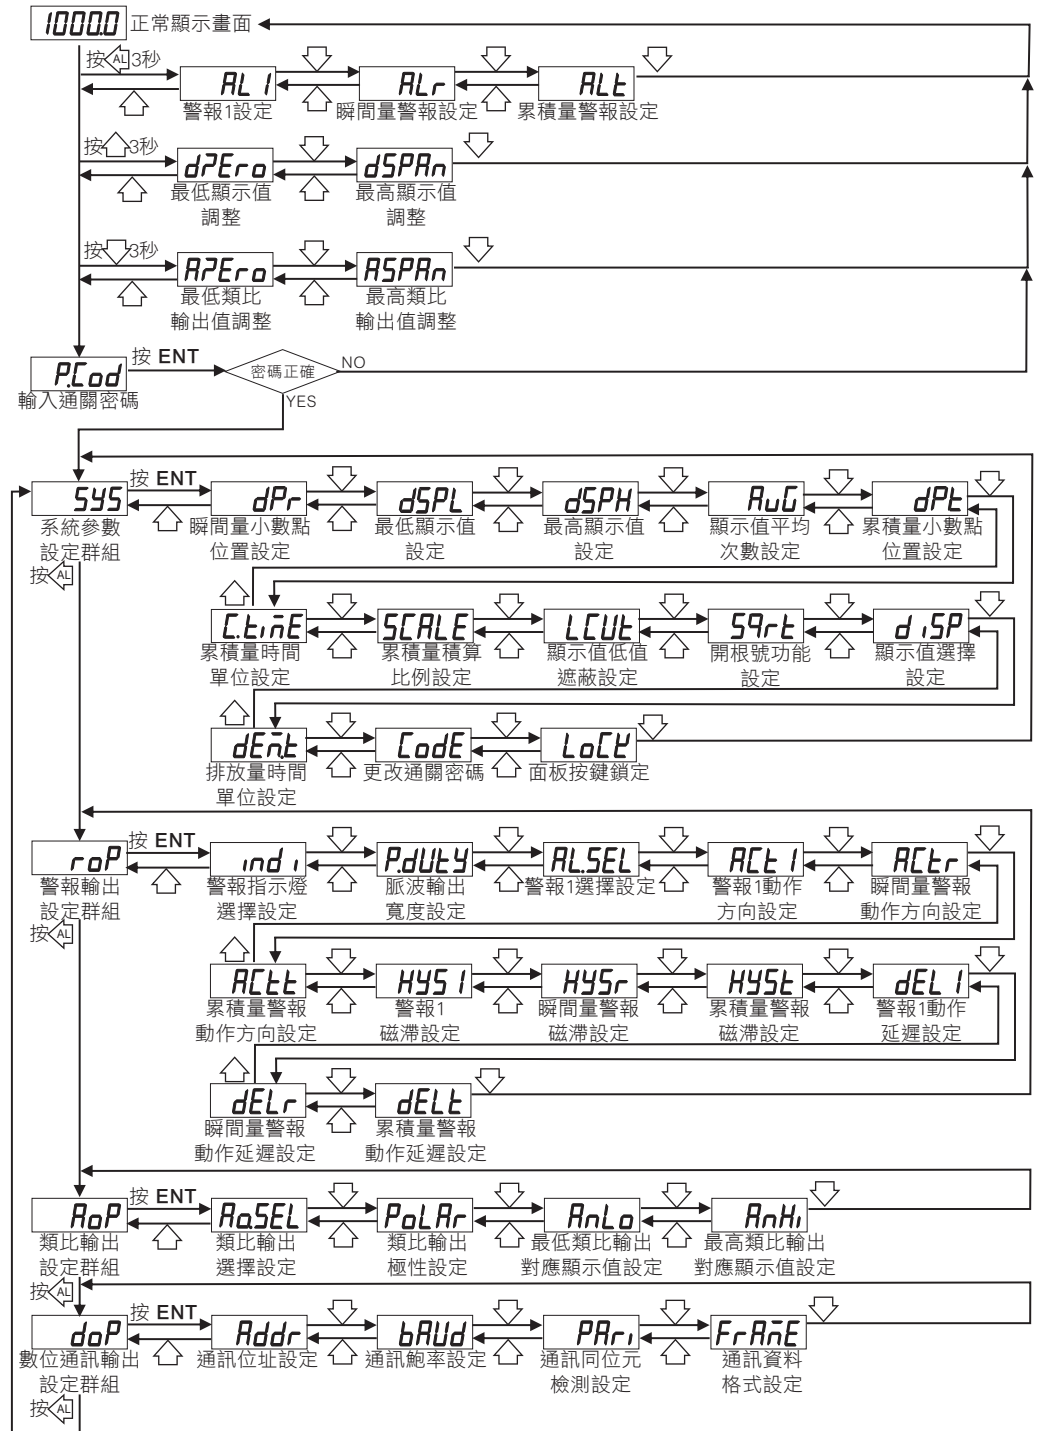 1000.0 正常顯示畫面
按 AL 3秒
AL1 ALr ALt
警報1設定 瞬間量警報設定 累積量警報設定
按 3秒
dZEro dSPAn
最低顯示值 最高顯示值
調整 調整
按 3秒
AZEro ASPAn
最低類比 最高類比
輸出值調整 輸出值調整
P.Cod 按 ENT 密碼正確 NO
輸入通關密碼 YES
SYS 按 ENT dPr dSPL dSPH AvG dPt
系統參數 瞬間量小數點 最低顯示值 最高顯示值 顯示值平均 累積量小數點
設定群組 位置設定 設定 設定 次數設定 位置設定
按 AL
C.timE SCALE LCUt Sqrt diSP
累積量時間 累積量積算 顯示值低值 開根號功能 顯示值選擇
單位設定 比例設定 遮蔽設定 設定 設定
dEm.t CodE LoCK
排放量時間 更改通關密碼 面板按鍵鎖定
單位設定
roP 按 ENT indi P.dUtY AL.SEL ACt1 ACtr
警報輸出 警報指示燈 脈波輸出 警報1選擇設定 警報1動作 瞬間量警報
設定群組 選擇設定 寬度設定 方向設定 動作方向設定
按 AL
ACtt HYS1 HYSr HYSt dEL1
累積量警報 警報1 瞬間量警報 累積量警報 警報1動作
動作方向設定 磁滯設定 磁滯設定 磁滯設定 延遲設定
dELr dELt
瞬間量警報 累積量警報
動作延遲設定 動作延遲設定
AoP 按 ENT Ao.SEL PoLAr AnLo AnHi
類比輸出 類比輸出 類比輸出 最低類比輸出 最高類比輸出
設定群組 選擇設定 極性設定 對應顯示值設定 對應顯示值設定
按 AL
doP 按 ENT Addr bAUd PAri FrAmE
數位通訊輸出 通訊位址設定 通訊鮑率設定 通訊同位元 通訊資料
設定群組 檢測設定 格式設定
按 AL